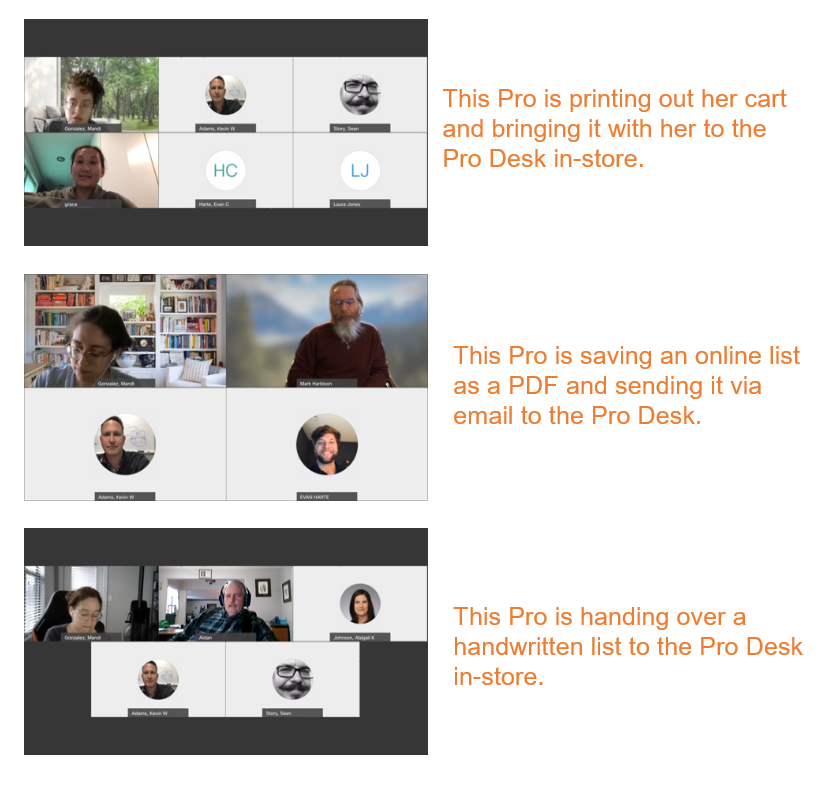 Gonzalez, Mandi
Adams, Kevin W
Story, Sean
This Pro is printing out her cart
and bringing it with her to the
Pro Desk in-store.
HC
LJ
grace
Harte, Evan C
Laura Jones
This Pro is saving an online list
as a PDF and sending it via
email to the Pro Desk.
Gonzalez, Mandi
Mark Harbison
Adams, Kevin W
EVAN HARTE
This Pro is handing over a
handwritten list to the Pro Desk
in-store.
Gonzalez, Mandi
Aidan
Johnson, Abigail K
Adams, Kevin W
Story, Sean